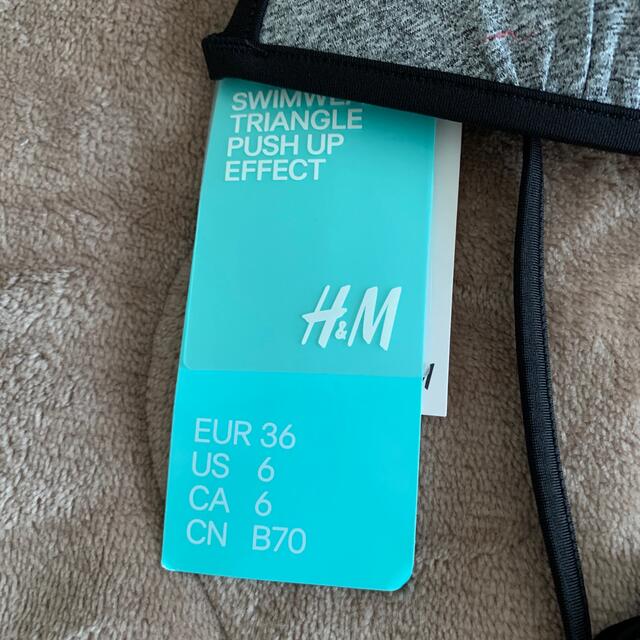 TRIANGLE
PUSH UP
EFFECT
H&M
EUR 36
US 6
CA 6
CN B70